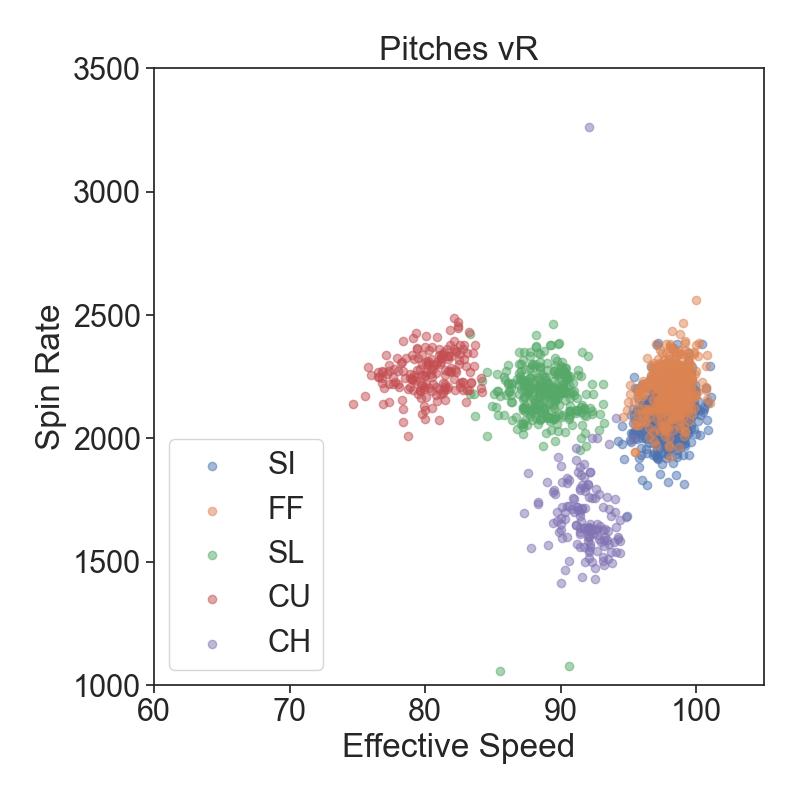 Pitches vR
3500
3000
2500
2000
1500
1000
Spin Rate
SI
FF
SL
CU
CH
60 70 80 90 100
Effective Speed